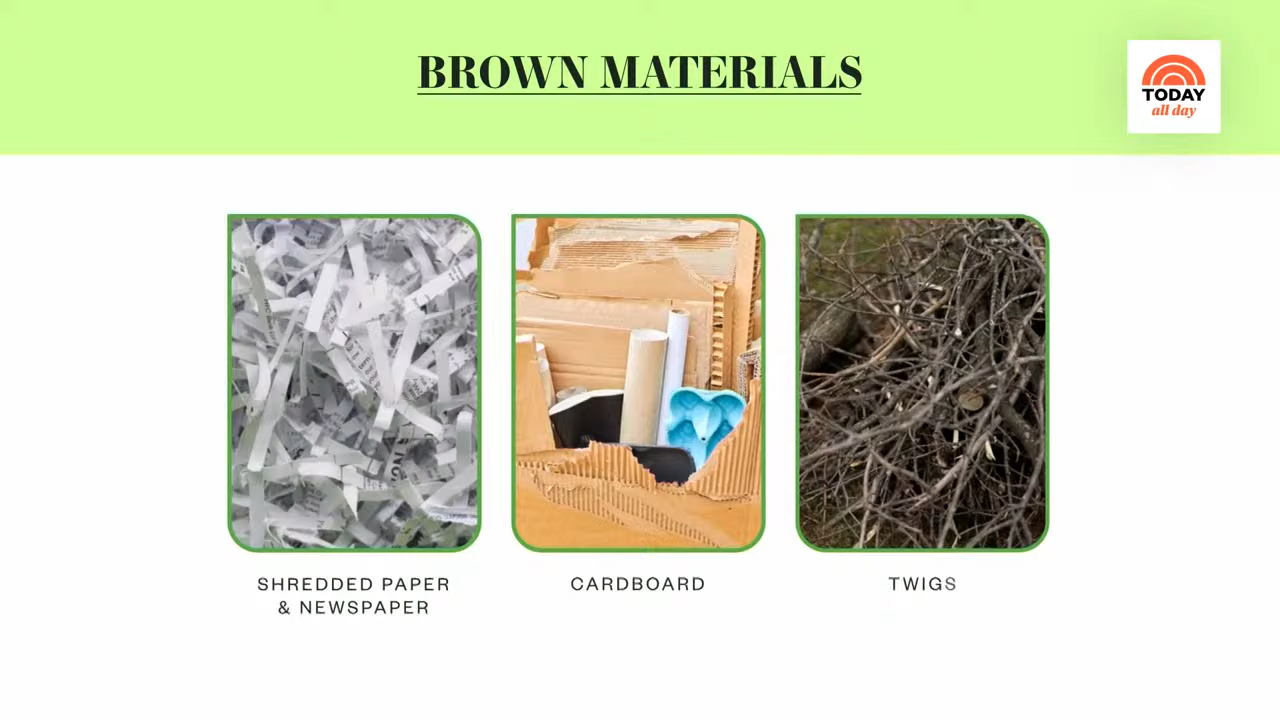 BROWN MATERIALS
TODAY
all day
SHREDDED PAPER
& NEWSPAPER
CARDBOARD
TWIGS